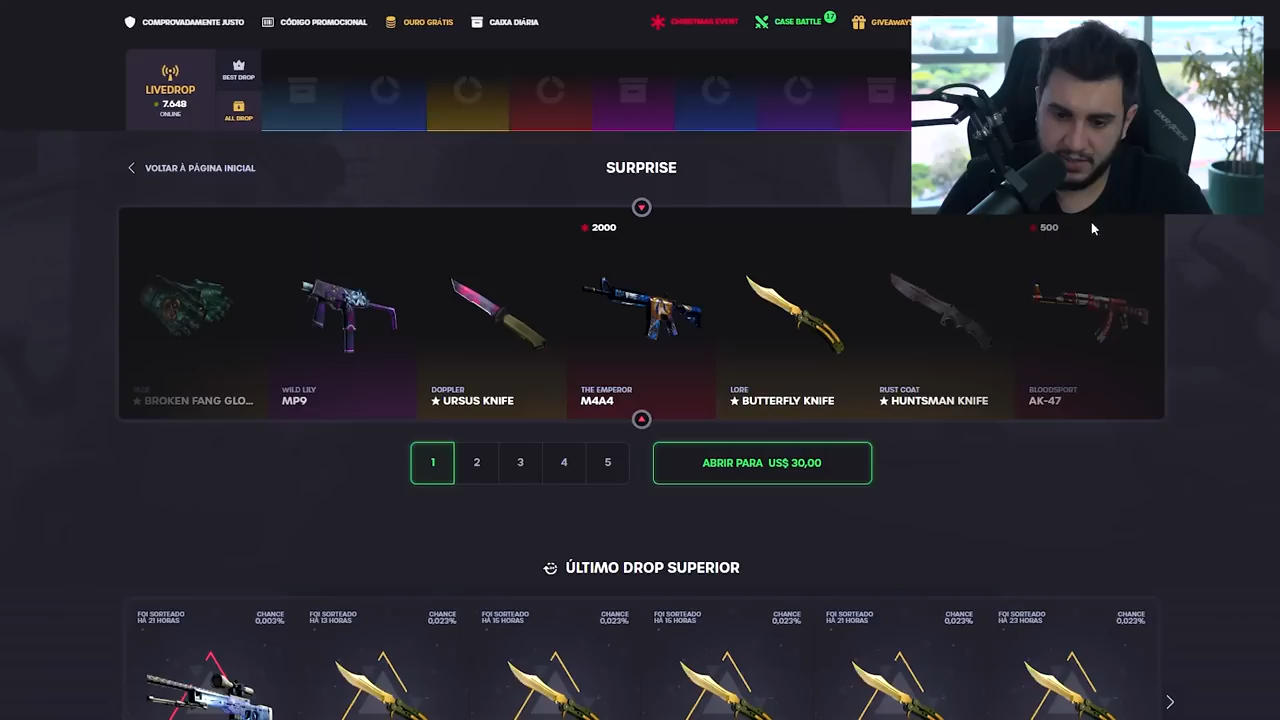 COMPROVADAMENTE JUSTO
CÓDIGO PROMOCIONAL
OURO GRÁTIS
CAIXA DIÁRIA
CHRISTMAS EVENT
CASE BATTLE
17
GIVEAWAYS
LIVEDROP
7.648
ONLINE
BEST DROP
ALL DROP
VOLTAR À PÁGINA INICIAL
SURPRISE
2000
500
JADE
★ BROKEN FANG GLO...
WILD LILY
MP9
DOPPLER
★ URSUS KNIFE
THE EMPEROR
M4A4
LORE
★ BUTTERFLY KNIFE
RUST COAT
★ HUNTSMAN KNIFE
BLOODSPORT
AK-47
1 2 3 4 5
ABRIR PARA US$ 30,00
ÚLTIMO DROP SUPERIOR
FOI SORTEADO
HÁ 21 HORAS
CHANCE
0,003%
FOI SORTEADO
HÁ 13 HORAS
CHANCE
0,023%
FOI SORTEADO
HÁ 15 HORAS
CHANCE
0,023%
FOI SORTEADO
HÁ 16 HORAS
CHANCE
0,023%
FOI SORTEADO
HÁ 21 HORAS
CHANCE
0,023%
FOI SORTEADO
HÁ 23 HORAS
CHANCE
0,023%